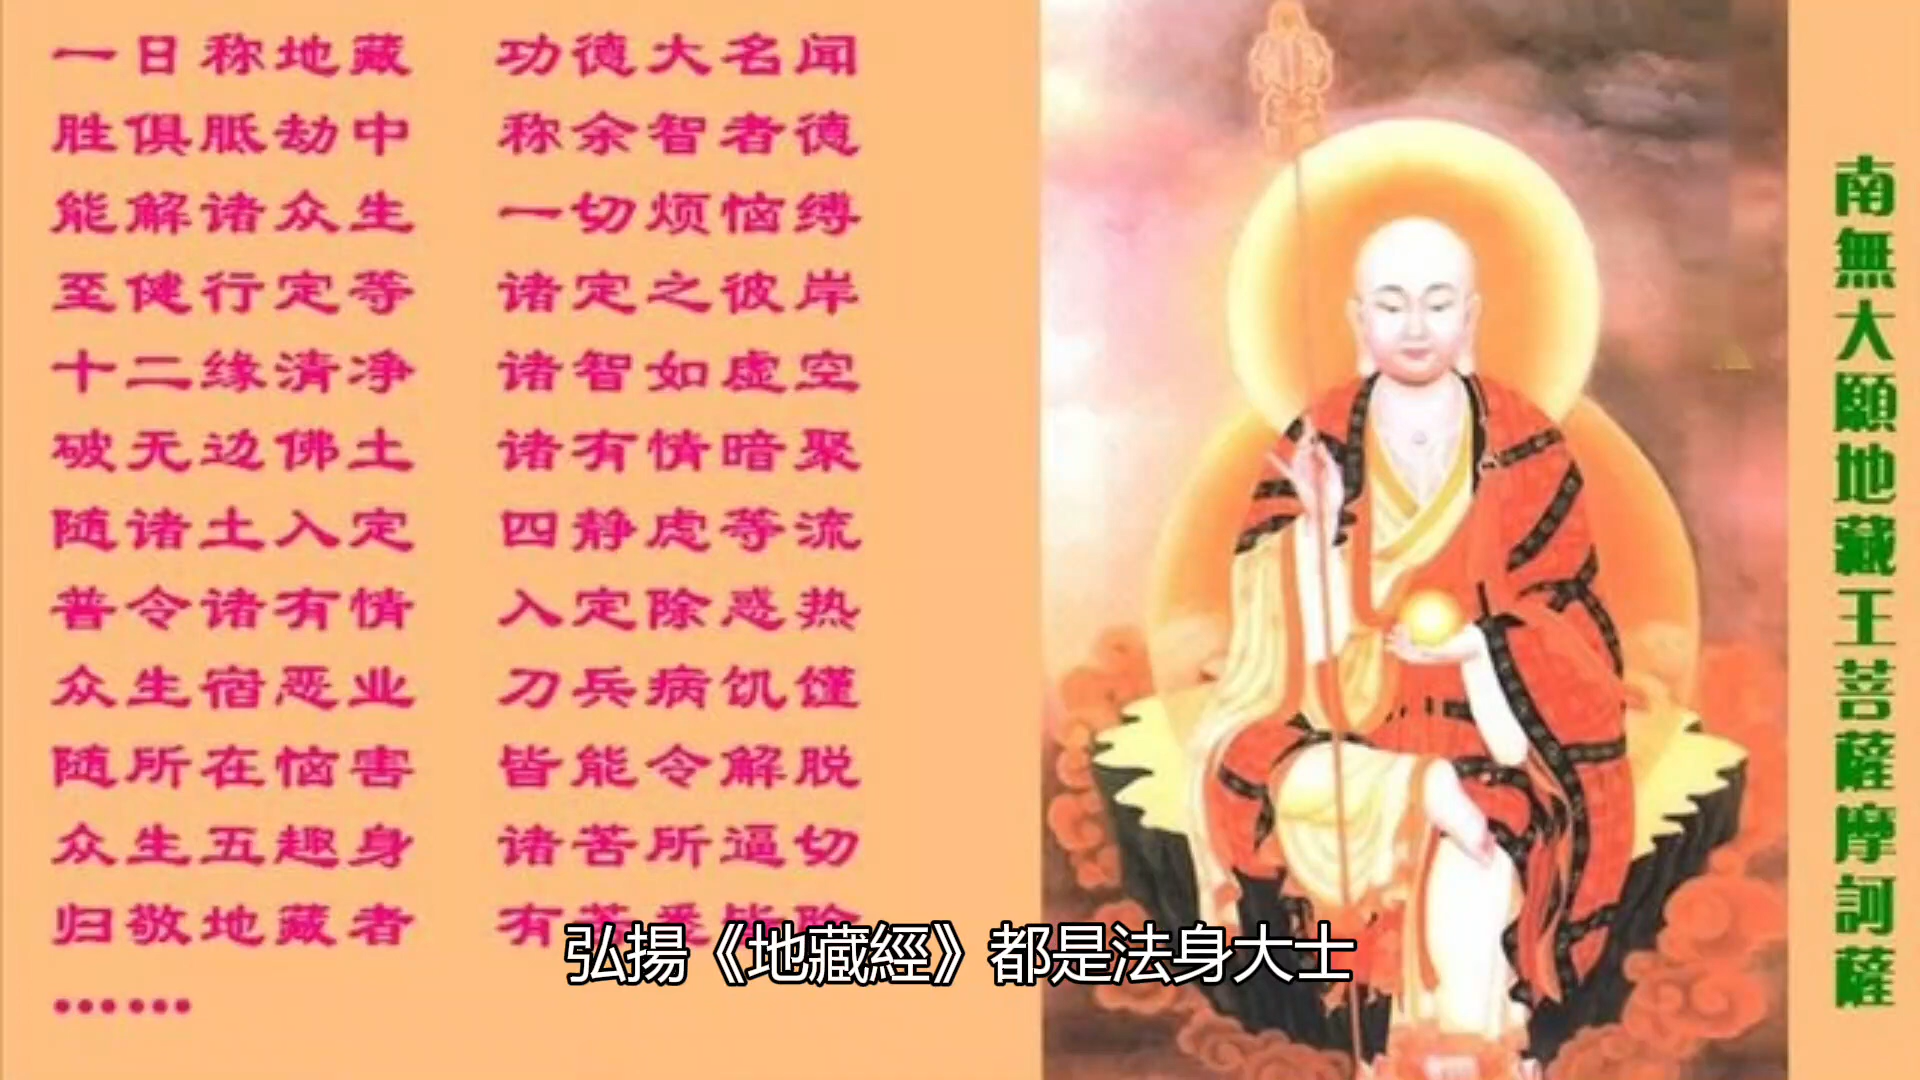 一日称地藏 功德大名闻
胜俱胝劫中 称余智者德
能解诸众生 一切烦恼缚
至健行定等 诸定之彼岸
十二缘清净 诸智如虚空
破无边佛土 诸有情暗聚
随诸土入定 四静虑等流
普令诸有情 入定除惑热
众生宿恶业 刀兵病饥馑
随所在恼害 皆能令解脱
众生五趣身 诸苦所逼切
归敬地藏者 有苦悉皆除
……
弘揚《地藏經》都是法身大士
南無大願地藏王菩薩摩訶薩